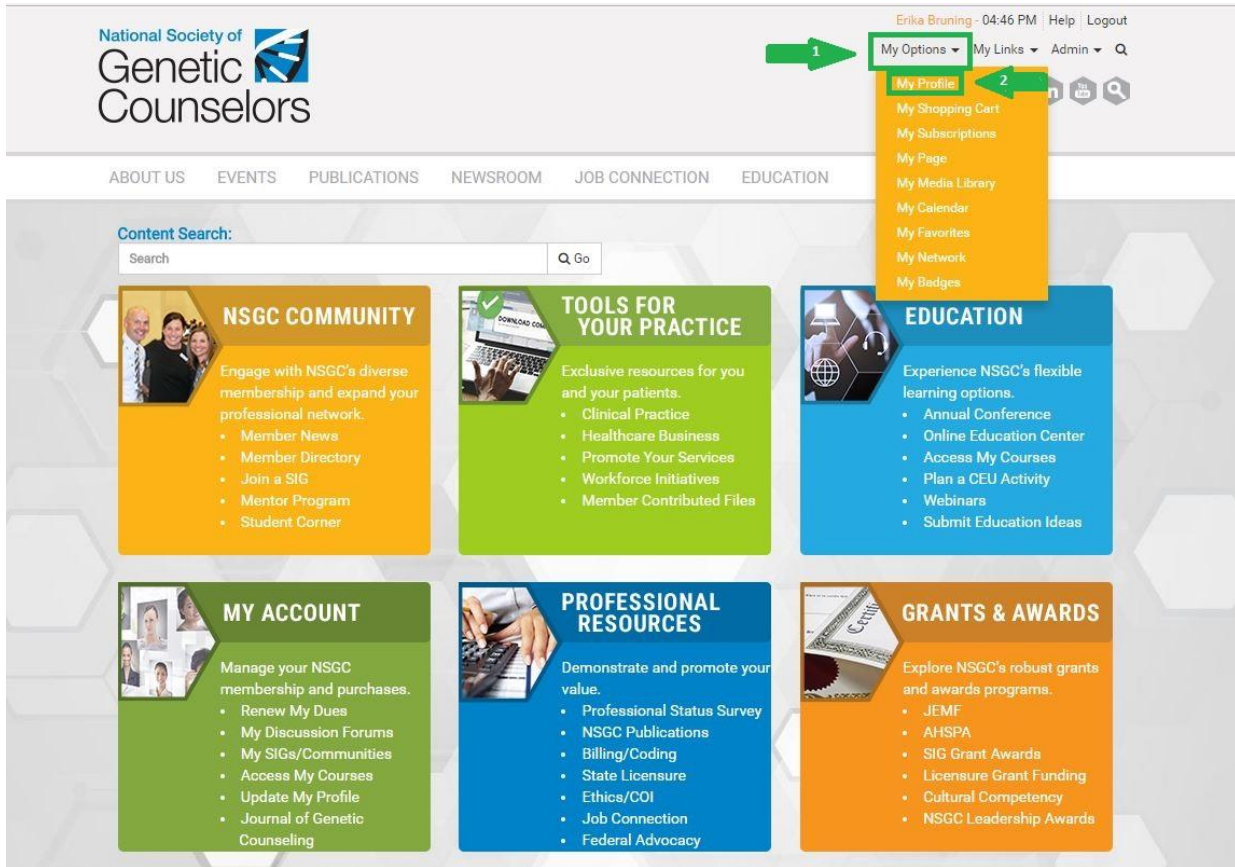 Erika Bruning - 04:46 PM Help Logout
National Society of
Genetic
Counselors
1
My Options My Links Admin
My Profile
2
in You Tube
My Shopping Cart
My Subscriptions
My Page
My Media Library
My Calendar
My Favorites
My Network
My Badges
ABOUT US EVENTS PUBLICATIONS NEWSROOM JOB CONNECTION EDUCATION
Content Search:
Search
Go
NSGC COMMUNITY
Engage with NSGC's diverse
membership and expand your
professional network.
• Member News
• Member Directory
• Join a SIG
• Mentor Program
• Student Corner
DOWNLOAD COM
TOOLS FOR
YOUR PRACTICE
Exclusive resources for you
and your patients.
• Clinical Practice
• Healthcare Business
• Promote Your Services
• Workforce Initiatives
• Member Contributed Files
EDUCATION
Experience NSGC's flexible
learning options.
• Annual Conference
• Online Education Center
• Access My Courses
• Plan a CEU Activity
• Webinars
• Submit Education Ideas
MY ACCOUNT
Manage your NSGC
membership and purchases.
• Renew My Dues
• My Discussion Forums
• My SIGs/Communities
• Access My Courses
• Update My Profile
• Journal of Genetic
Counseling
PROFESSIONAL
RESOURCES
Demonstrate and promote your
value.
• Professional Status Survey
• NSGC Publications
• Billing/Coding
• State Licensure
• Ethics/COI
• Job Connection
• Federal Advocacy
Certifi
GRANTS & AWARDS
Explore NSGC's robust grants
and awards programs.
• JEMF
• AHSPA
• SIG Grant Awards
• Licensure Grant Funding
• Cultural Competency
• NSGC Leadership Awards